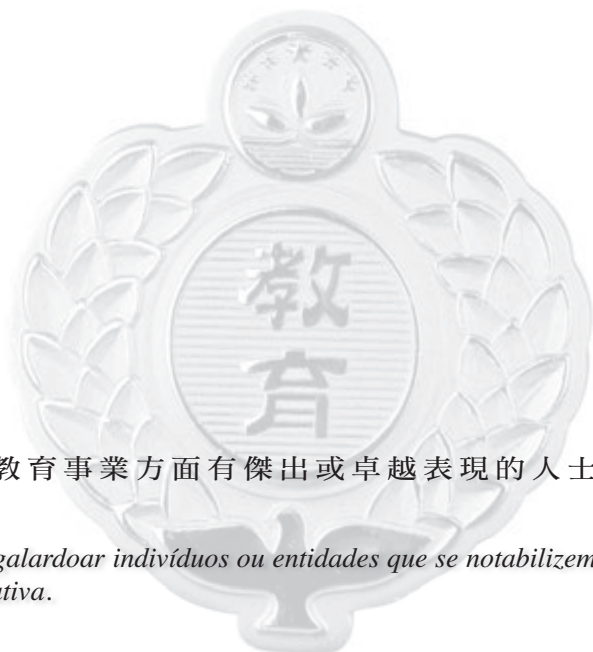 教
育
教育事業方面有傑出或卓越表現的人士
galardoar indivíduos ou entidades que se notabilizem
ativa.